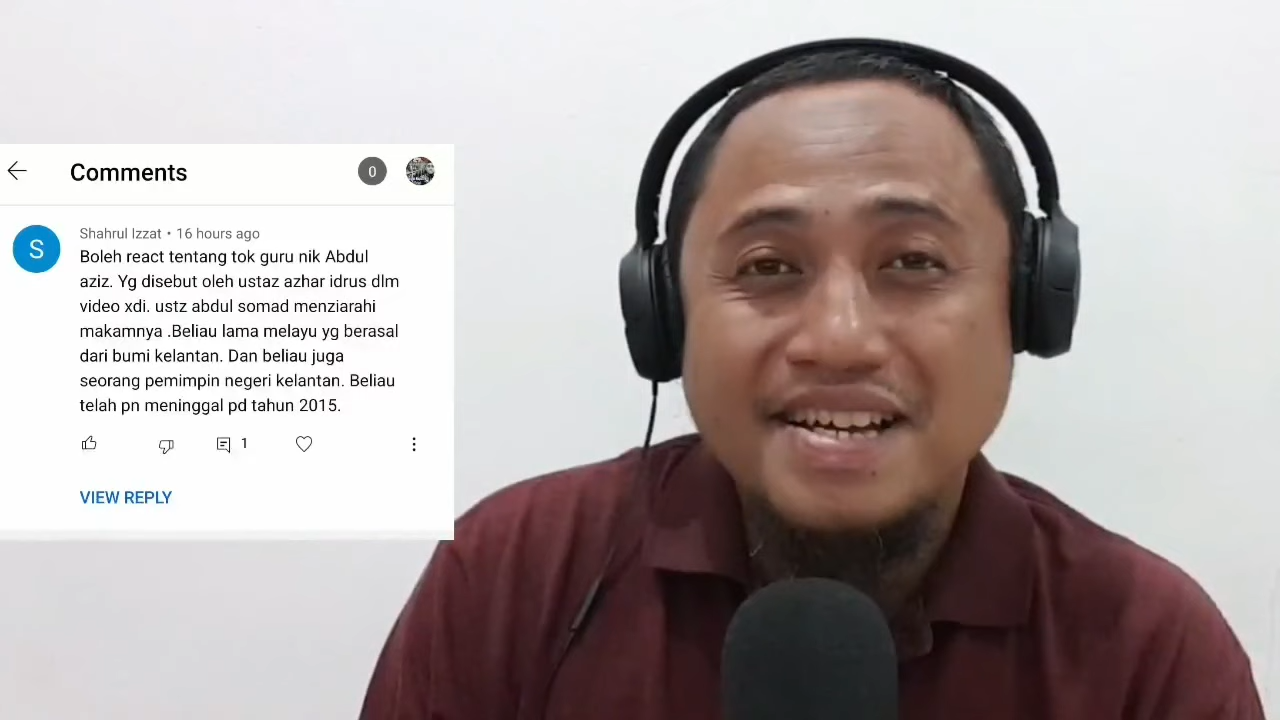 Comments
0
S
Shahrul Izzat • 16 hours ago
Boleh react tentang tok guru nik Abdul
aziz. Yg disebut oleh ustaz azhar idrus dlm
video xdi. ustz abdul somad menziarahi
makamnya .Beliau lama melayu yg berasal
dari bumi kelantan. Dan beliau juga
seorang pemimpin negeri kelantan. Beliau
telah pn meninggal pd tahun 2015.
1
VIEW REPLY